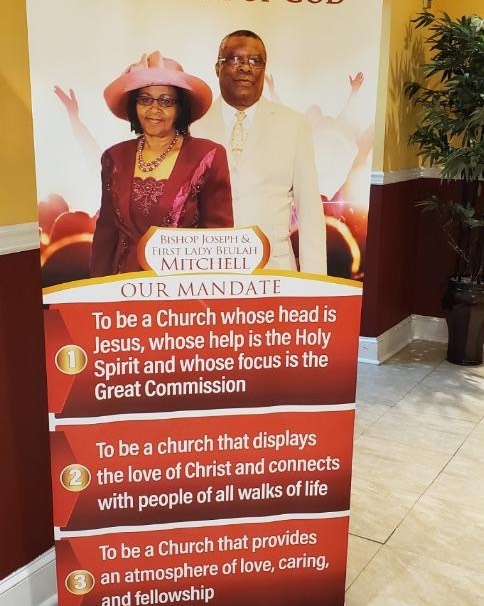 OF GOD
BISHOP JOSEPH &
FIRST LADY BEULAH
MITCHELL
OUR MANDATE
To be a Church whose head is
Jesus, whose help is the Holy
1 Spirit and whose focus is the
Great Commission
To be a church that displays
2 the love of Christ and connects
with people of all walks of life
To be a Church that provides
3 an atmosphere of love, caring,
and fellowship